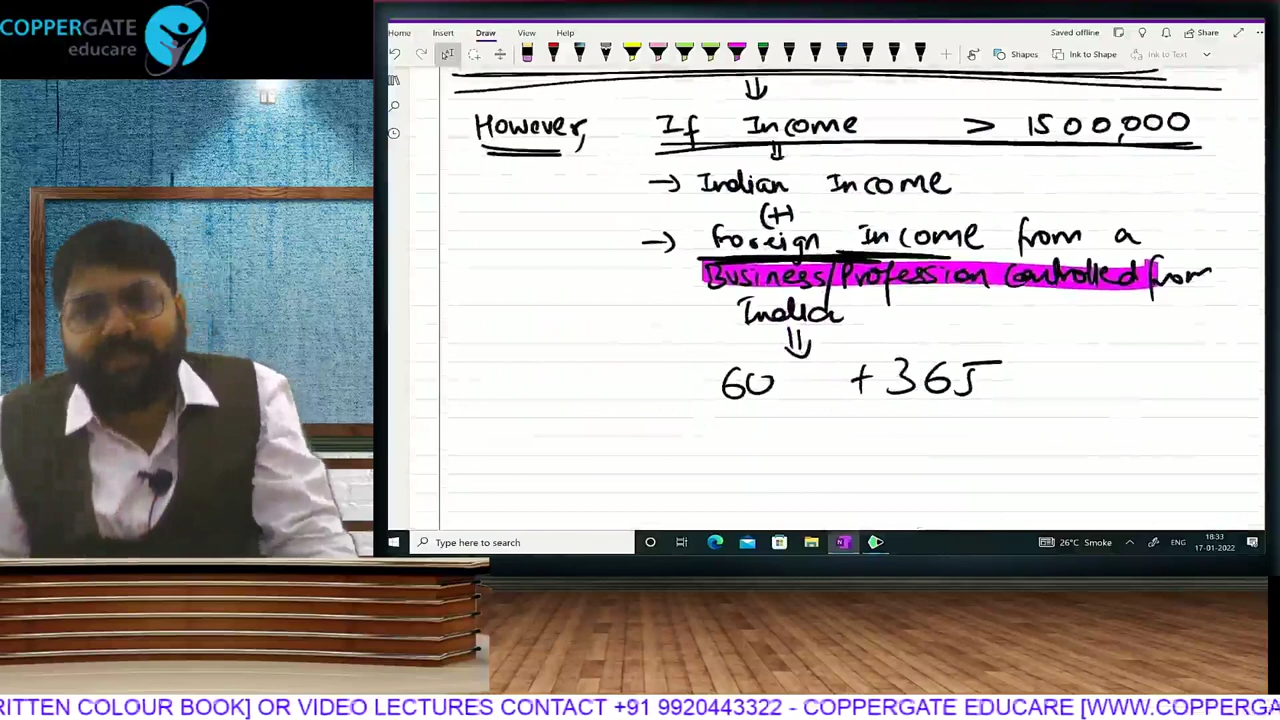 COPPERGATE
educare
Home Insert Draw View Help
Saved offline
Share
Shapes
Ink to Shape
Ink to Text
However, If Income > 1500,000
→ Indian Income
(+)
→ Foreign Income from a
Business/Profession controlled from
India
60 + 365
Type here to search
26°C Smoke
ENG
18:33
17-01-2022
RITTEN COLOUR BOOK] OR VIDEO LECTURES CONTACT +91 9920443322 - COPPERGATE EDUCARE [WWW.COPPERGA